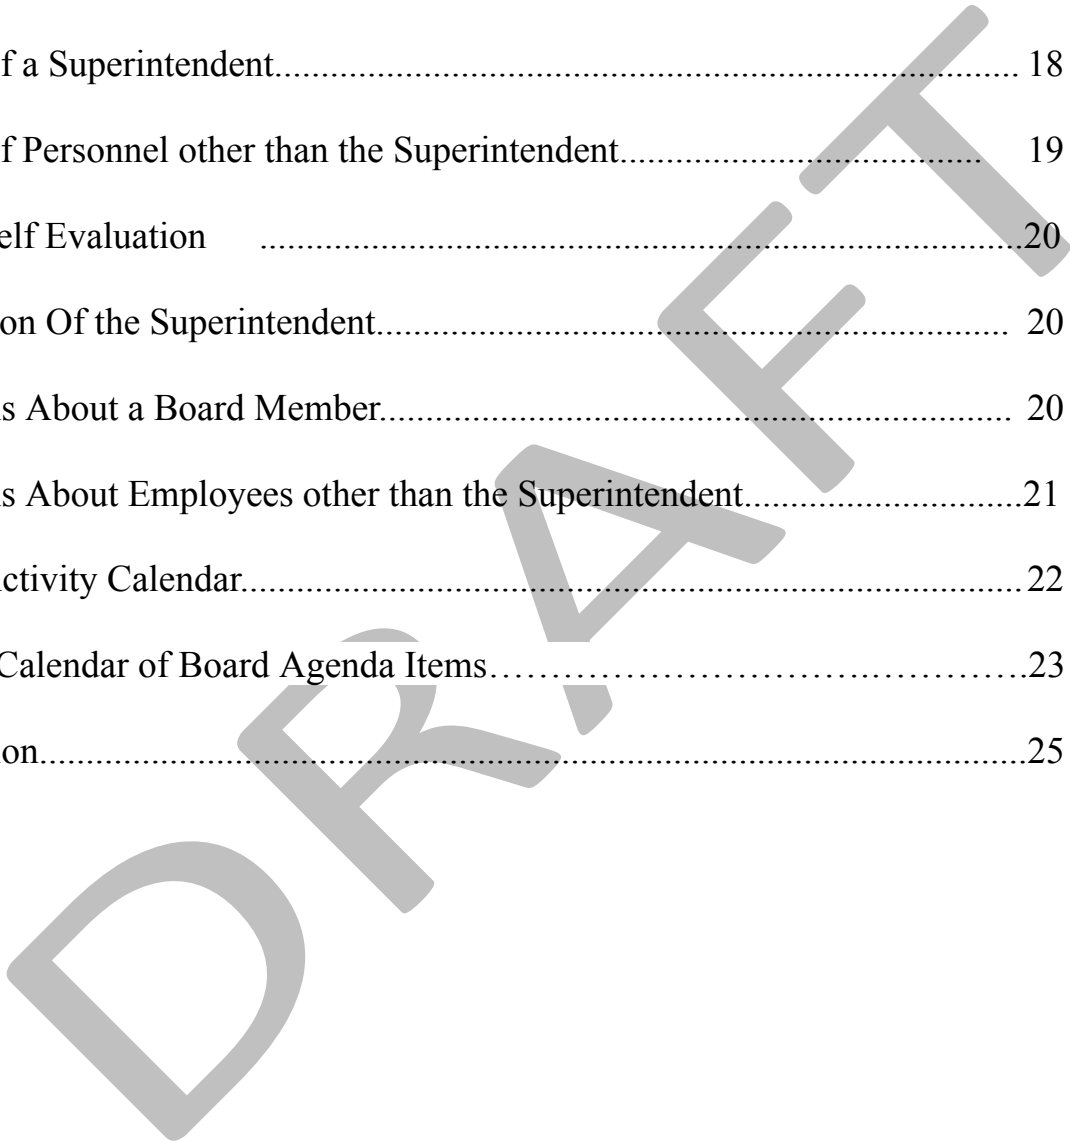 f a Superintendent.................................................................................. 18
f Personnel other than the Superintendent........................................ 19
elf Evaluation ....................................................................................20
on Of the Superintendent...................................................................... 20
s About a Board Member..................................................................... 20
s About Employees other than the Superintendent..............................21
ctivity Calendar.....................................................................................22
Calendar of Board Agenda Items……………………………………….23
on............................................................................................................25
DRAFT